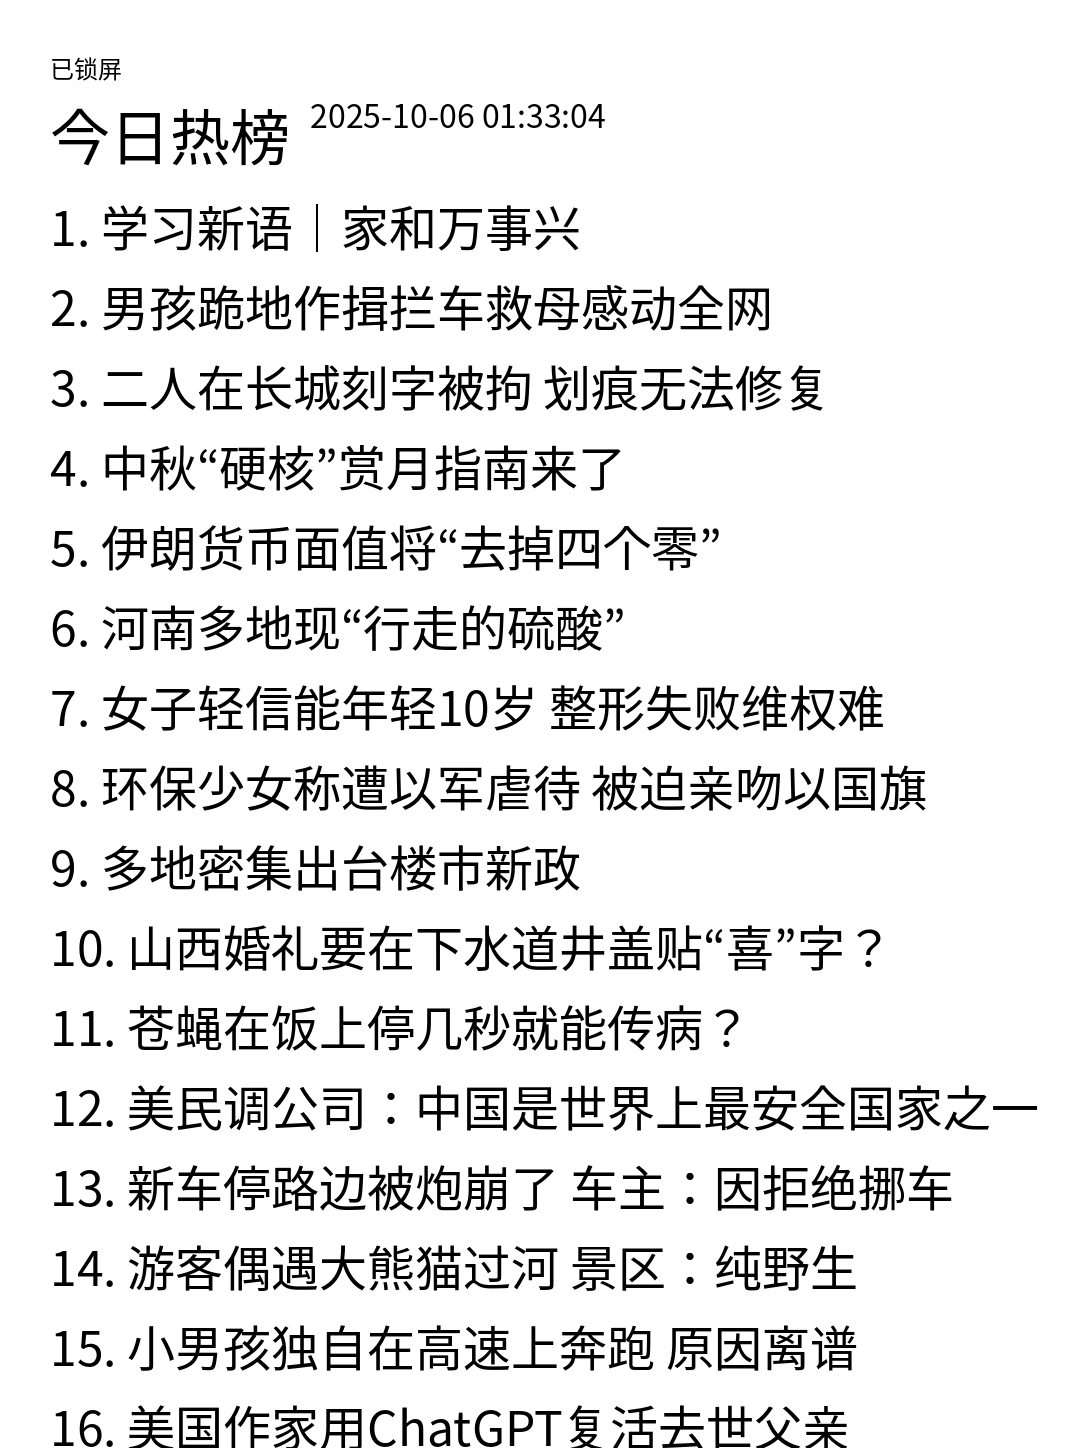 已锁屏
今日热榜 2025-10-06 01:33:04
1. 学习新语｜家和万事兴
2. 男孩跪地作揖拦车救母感动全网
3. 二人在长城刻字被拘 划痕无法修复
4. 中秋“硬核”赏月指南来了
5. 伊朗货币面值将“去掉四个零”
6. 河南多地现“行走的硫酸”
7. 女子轻信能年轻10岁 整形失败维权难
8. 环保少女称遭以军虐待 被迫亲吻以国旗
9. 多地密集出台楼市新政
10. 山西婚礼要在下水道井盖贴“喜”字？
11. 苍蝇在饭上停几秒就能传病？
12. 美民调公司：中国是世界上最安全国家之一
13. 新车停路边被炮崩了 车主：因拒绝挪车
14. 游客偶遇大熊猫过河 景区：纯野生
15. 小男孩独自在高速上奔跑 原因离谱
16. 美国作家用ChatGPT复活去世父亲